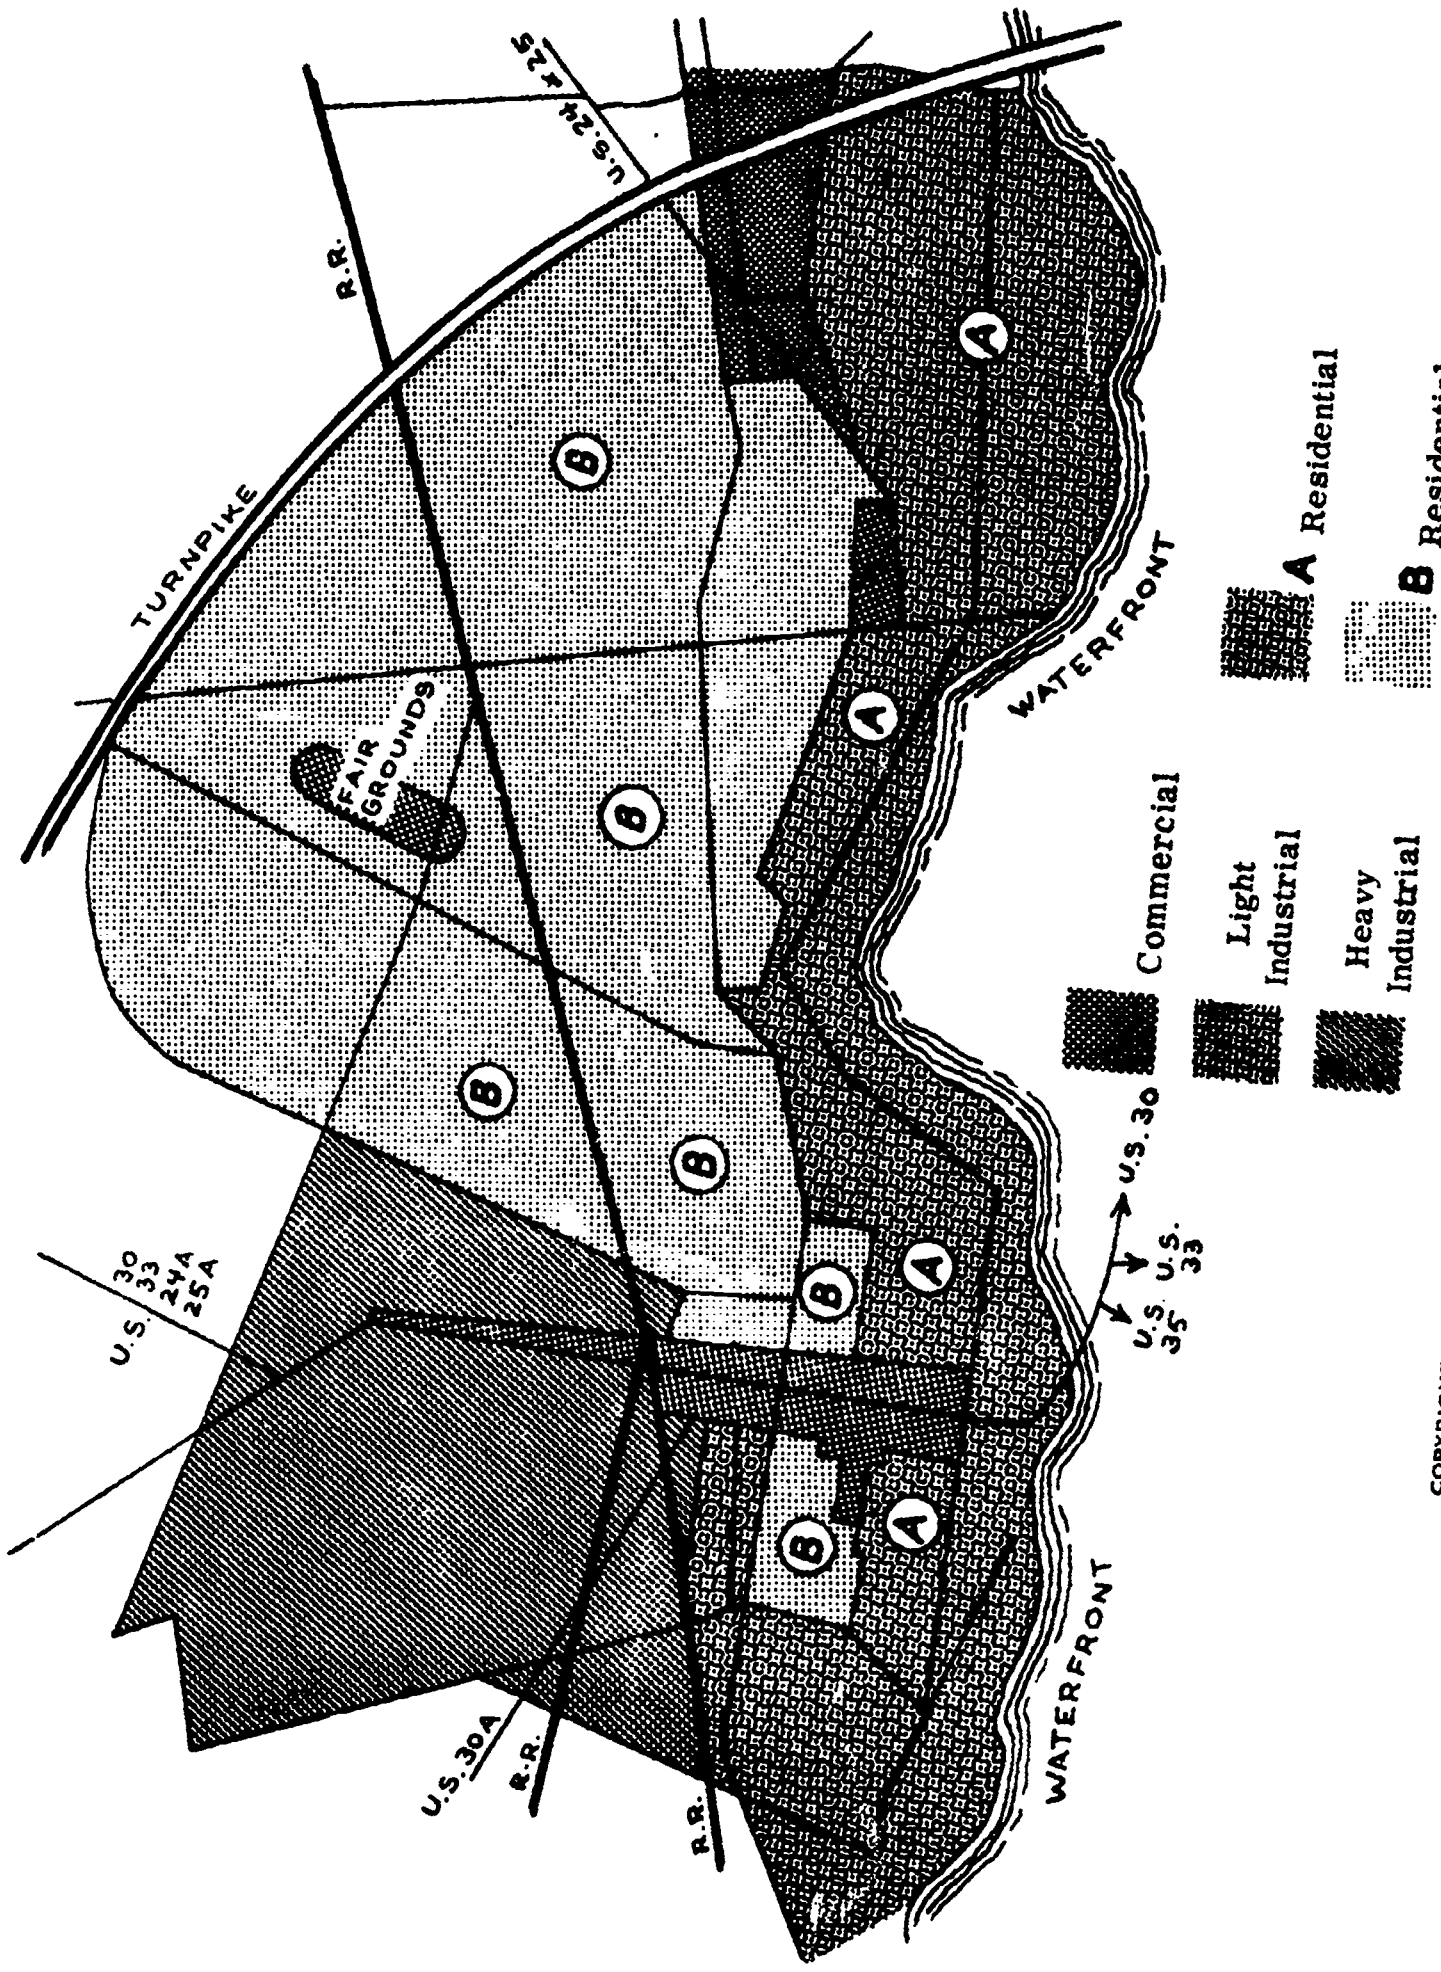 TURNPIKE
R.R.
U.S. 24 & 25
FAIR
GROUNDS
B
B
B
B
B
B
A
A
A
A
U.S.
30
33
24A
25A
U.S. 30A
R.R.
R.R.
WATERFRONT
WATERFRONT
U.S. 30
U.S.
33
U.S.
35
Commercial
Light
Industrial
Heavy
Industrial
A Residential
B Residential